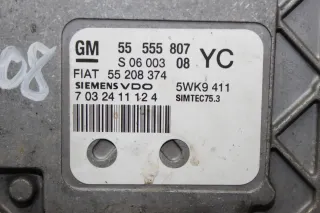 GM 55 555 807 YC
S 06 003 08
FIAT 55 208 374
SIEMENS VDO 5WK9 411
7 03 24 11 12 4 SIMTEC75.3
08